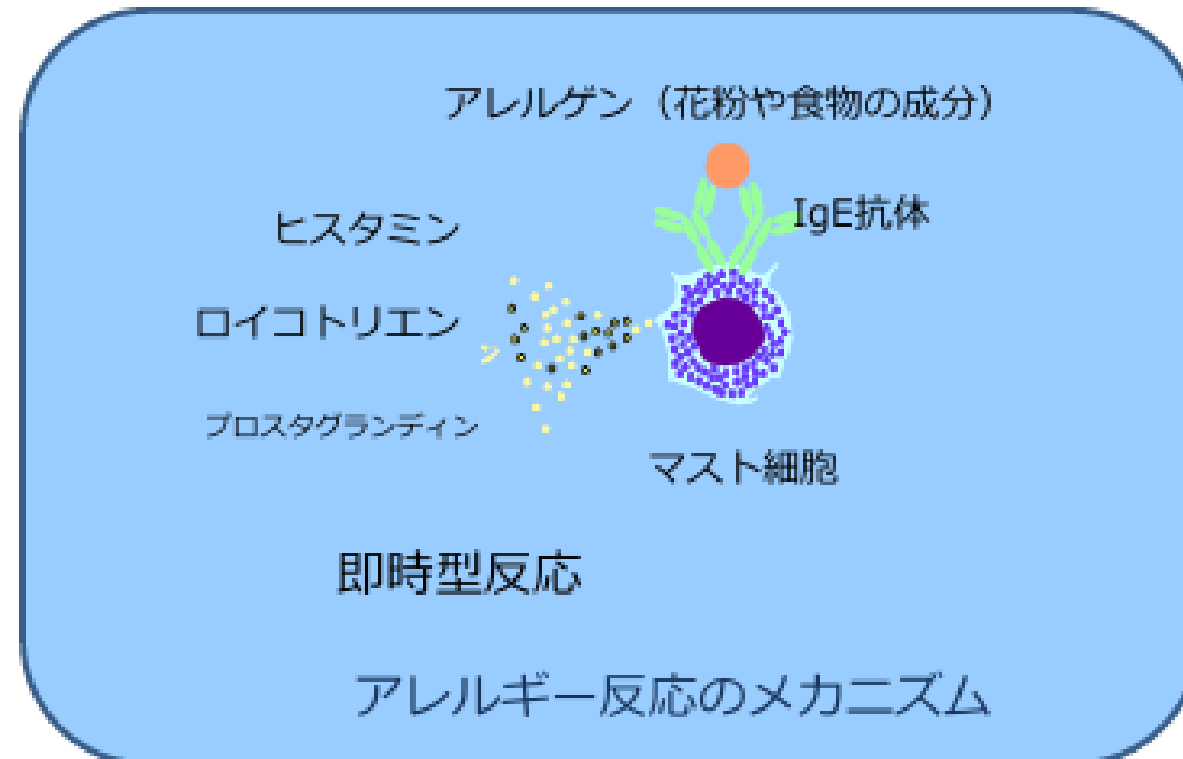 アレルゲン（花粉や食物の成分）
IgE抗体
ヒスタミン
ロイコトリエン
ン
プロスタグランディン
マスト細胞
即時型反応
アレルギー反応のメカニズム